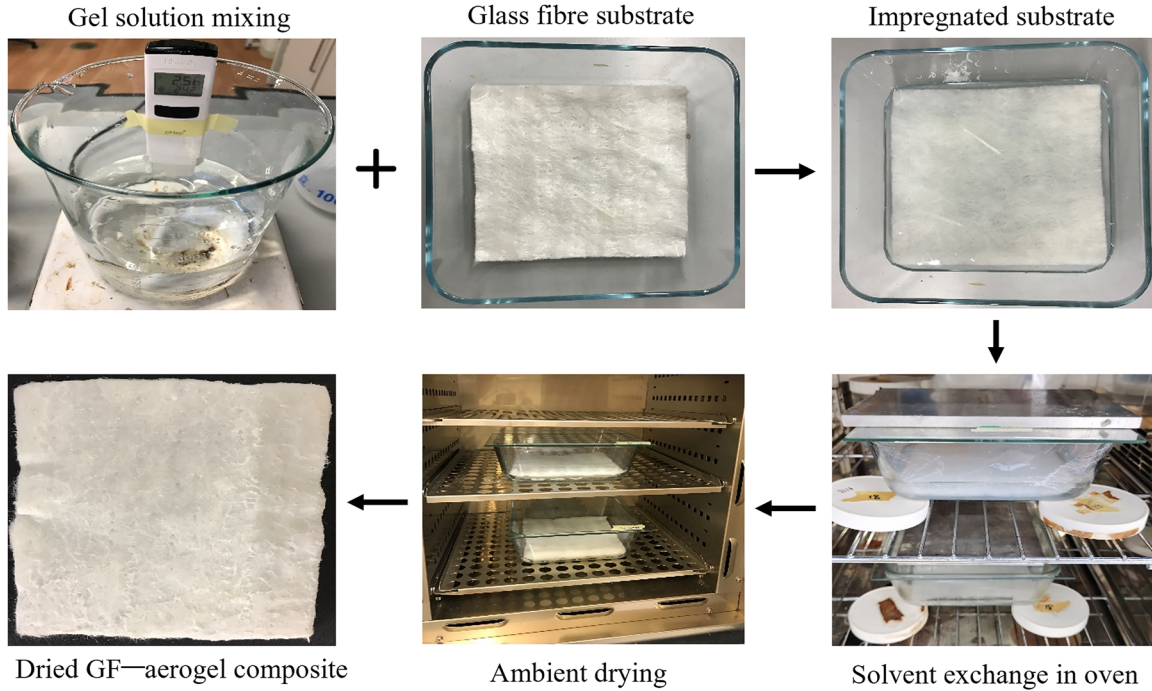 Gel solution mixing
Glass fibre substrate
Impregnated substrate
Dried GF—aerogel composite
Ambient drying
Solvent exchange in oven